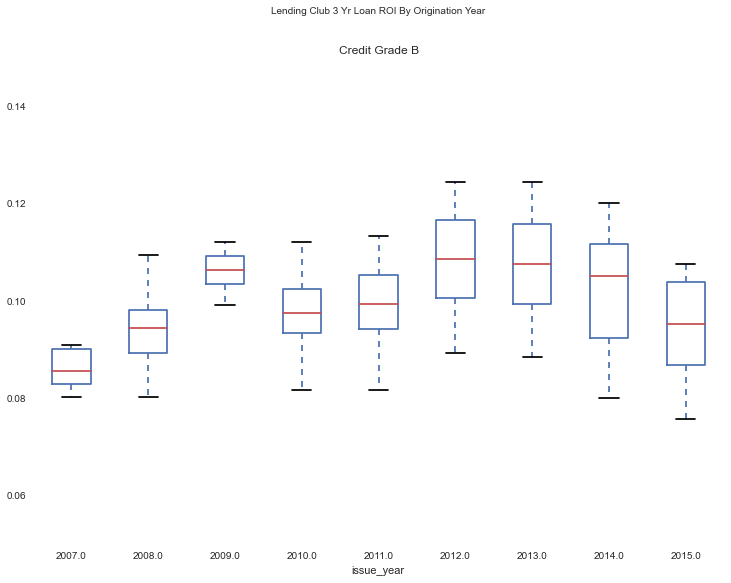 Lending Club 3 Yr Loan ROI By Origination Year
Credit Grade B
0.14
0.12
0.10
0.08
0.06
2007.0 2008.0 2009.0 2010.0 2011.0 2012.0 2013.0 2014.0 2015.0
issue_year